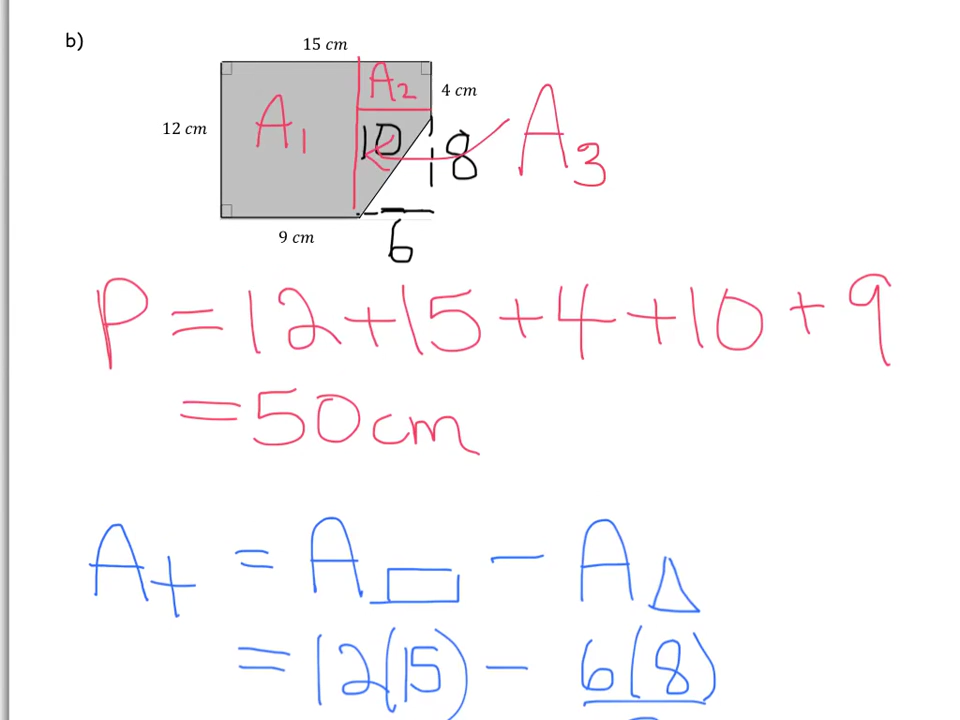 b)
15 cm
A2
4 cm
A1
12 cm
10
8
A3
9 cm
6
P = 12 + 15 + 4 + 10 + 9
= 50 cm
At = A▭ - A△
= 12(15) - 6(8)